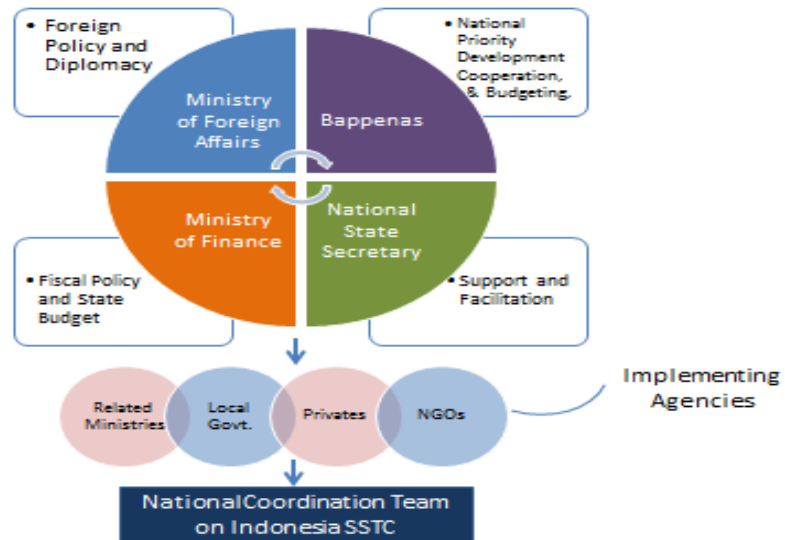 • Foreign
Policy and
Diplomacy
• National
Priority
Development
Cooperation,
& Budgeting,
Ministry
of Foreign
Affairs
Bappenas
Ministry
of Finance
National
State
Secretary
• Fiscal Policy
and State
Budget
• Support and
Facilitation
Related
Ministries
Local
Govt.
Privates
NGOs
Implementing
Agencies
National Coordination Team
on Indonesia SSTC